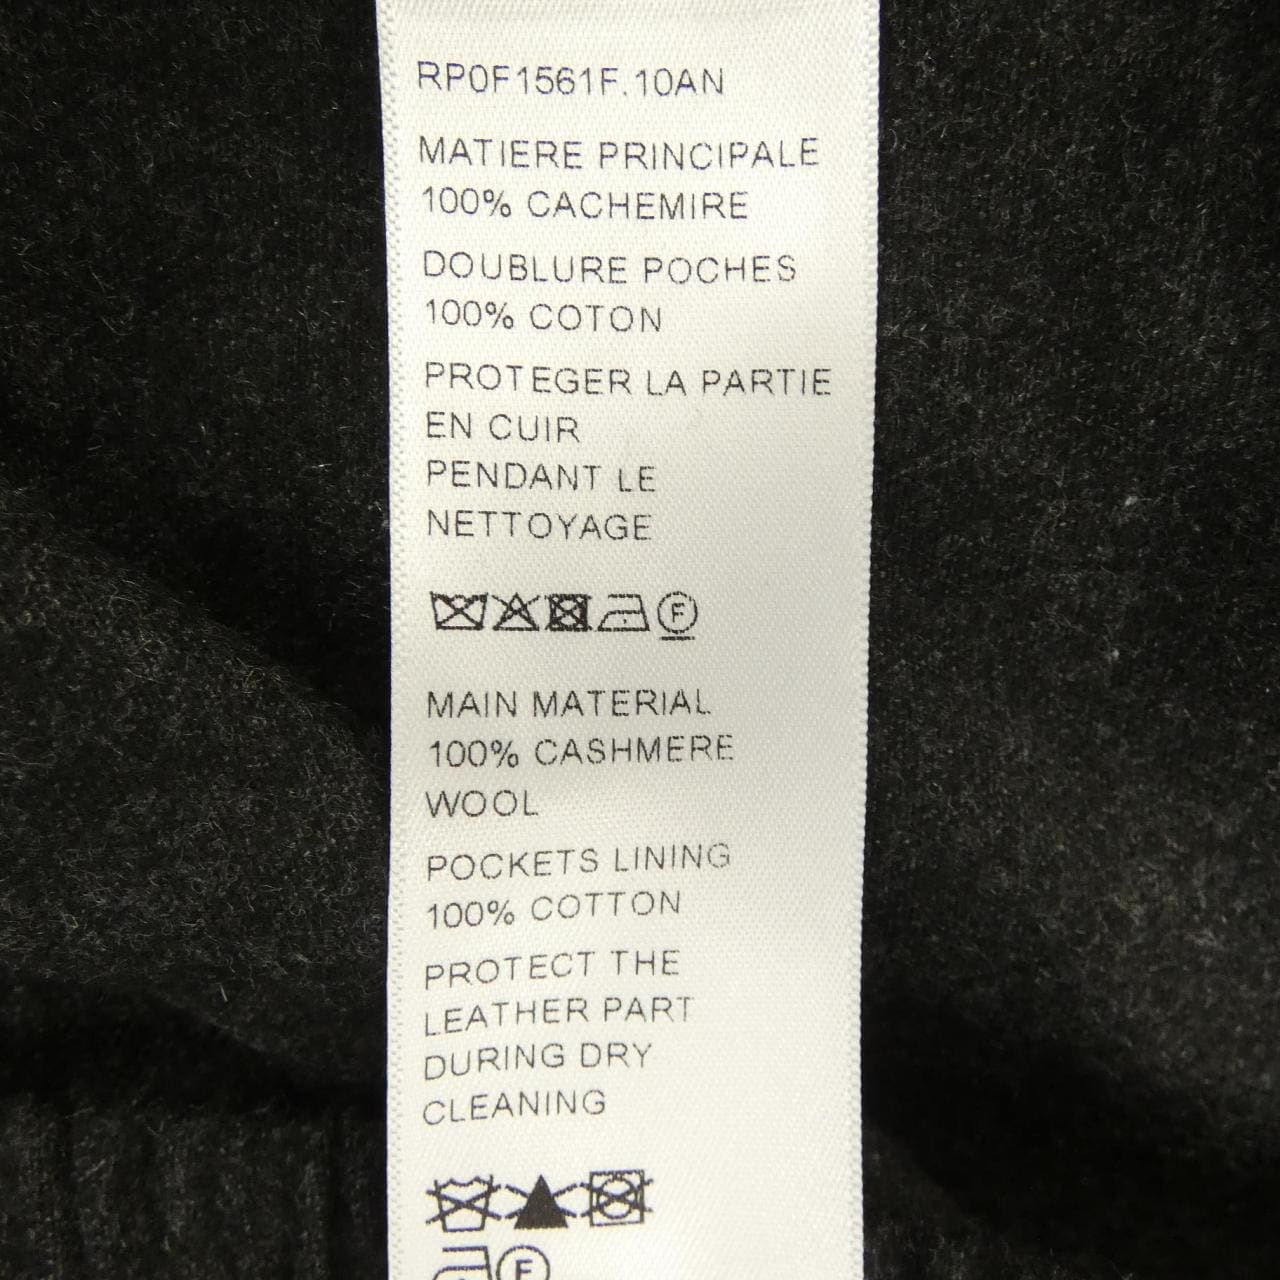 RP0F1561F.10AN
MATIERE PRINCIPALE
100% CACHEMIRE
DOUBLURE POCHES
100% COTON
PROTEGER LA PARTIE
EN CUIR
PENDANT LE
NETTOYAGE
F
MAIN MATERIAL
100% CASHMERE
WOOL
POCKETS LINING
100% COTTON
PROTECT THE
LEATHER PART
DURING DRY
CLEANING
F